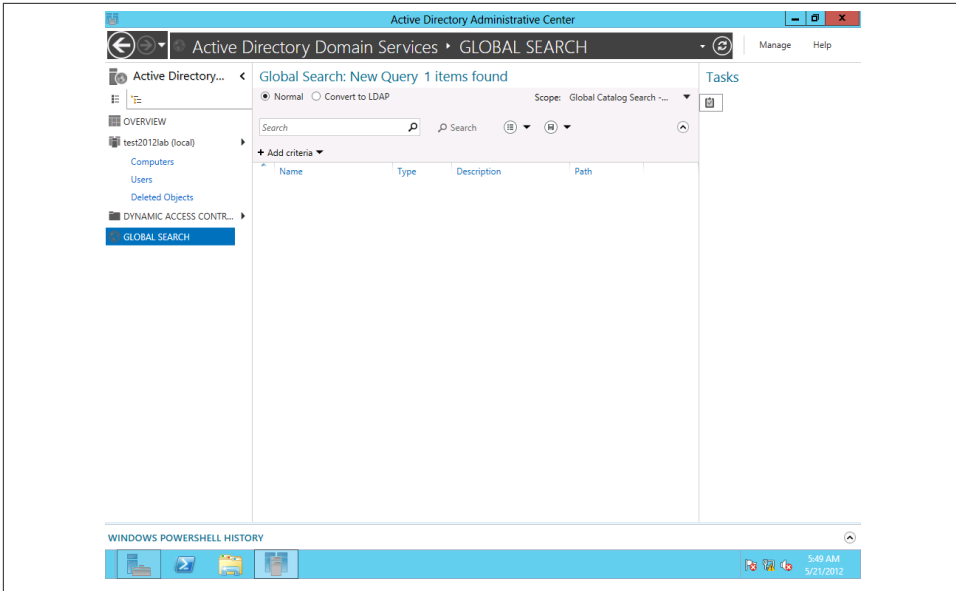 Active Directory Administrative Center
Active Directory Domain Services • GLOBAL SEARCH
Manage
Help
Active Directory...
OVERVIEW
test2012lab (local)
Computers
Users
Deleted Objects
DYNAMIC ACCESS CONTR...
GLOBAL SEARCH
Global Search: New Query 1 items found
Normal
Convert to LDAP
Scope: Global Catalog Search -...
Search
Search
Add criteria
Name
Type
Description
Path
Tasks
WINDOWS POWERSHELL HISTORY
5:49 AM
5/21/2012